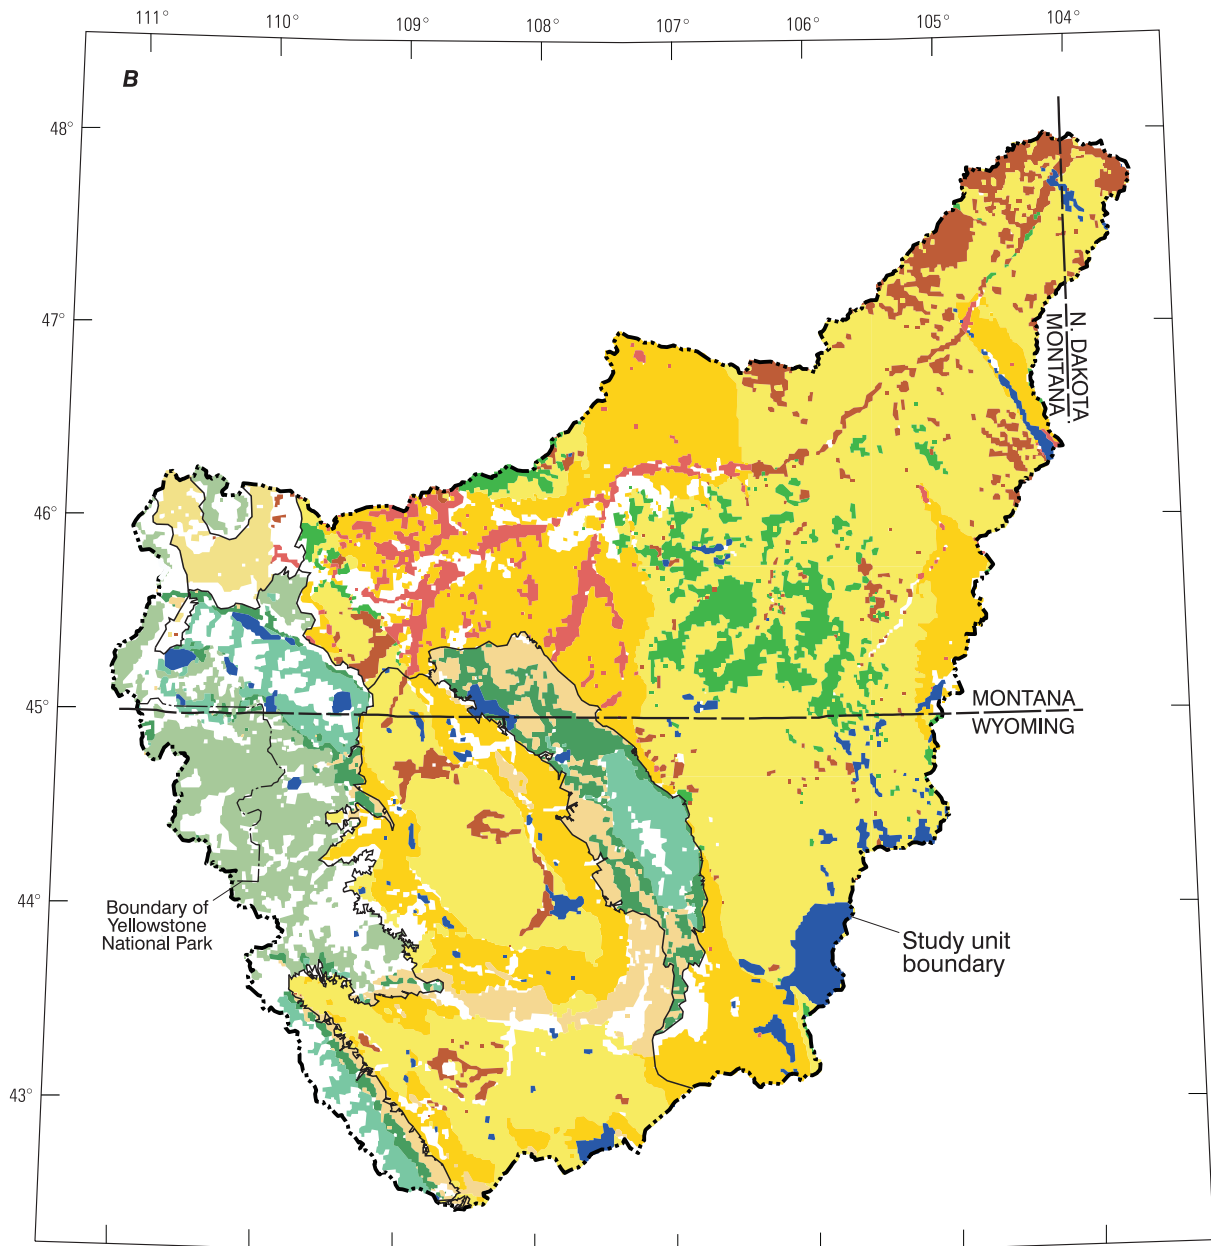 111° 110° 109° 108° 107° 106° 105° 104°
B
48°
47°
N. DAKOTA
MONTANA
46°
45°
MONTANA
WYOMING
44°
Boundary of
Yellowstone
National Park
Study unit
boundary
43°